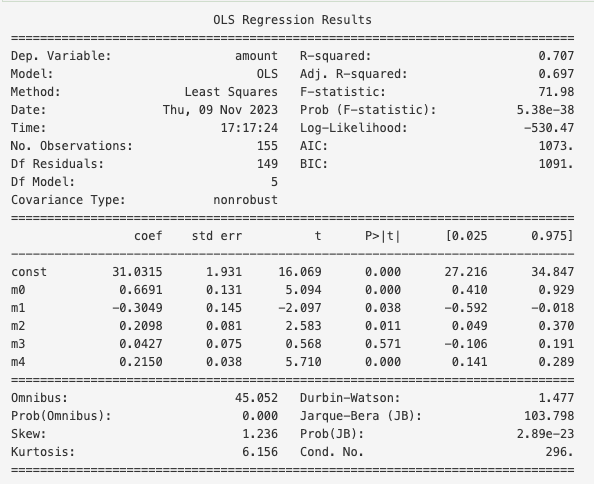 OLS Regression Results
==============================================================================
Dep. Variable:                 amount   R-squared:                       0.707
Model:                            OLS   Adj. R-squared:                  0.697
Method:                 Least Squares   F-statistic:                     71.98
Date:                Thu, 09 Nov 2023   Prob (F-statistic):           5.38e-38
Time:                        17:17:24   Log-Likelihood:                -530.47
No. Observations:                 155   AIC:                             1073.
Df Residuals:                     149   BIC:                             1091.
Df Model:                           5
Covariance Type:            nonrobust
==============================================================================
                 coef    std err          t      P>|t|      [0.025      0.975]
------------------------------------------------------------------------------
const         31.0315      1.931     16.069      0.000      27.216      34.847
m0             0.6691      0.131      5.094      0.000       0.410       0.929
m1            -0.3049      0.145     -2.097      0.038      -0.592      -0.018
m2             0.2098      0.081      2.583      0.011       0.049       0.370
m3             0.0427      0.075      0.568      0.571      -0.106       0.191
m4             0.2150      0.038      5.710      0.000       0.141       0.289
==============================================================================
Omnibus:                       45.052   Durbin-Watson:                   1.477
Prob(Omnibus):                  0.000   Jarque-Bera (JB):              103.798
Skew:                           1.236   Prob(JB):                     2.89e-23
Kurtosis:                       6.156   Cond. No.                         296.
==============================================================================